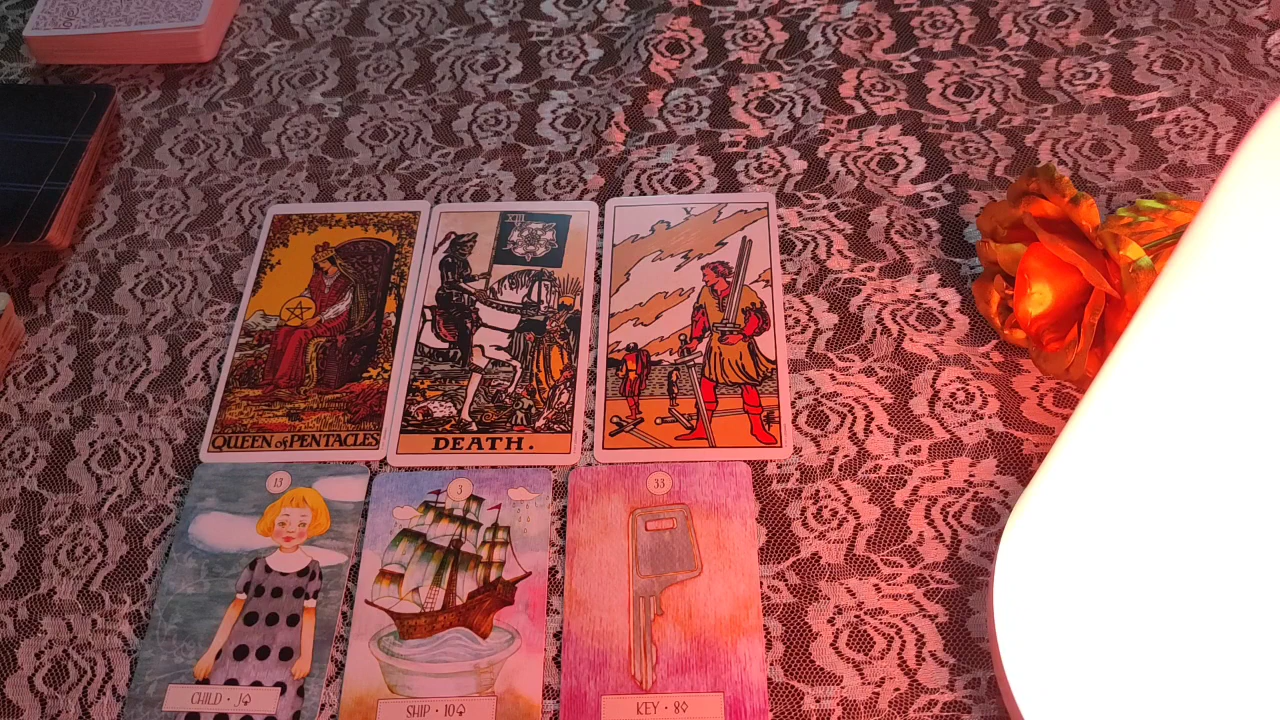 XIII
V
QUEEN of PENTACLES
DEATH.
13
3
33
CHILD • J♤
SHIP • 10♤
KEY • 8♢